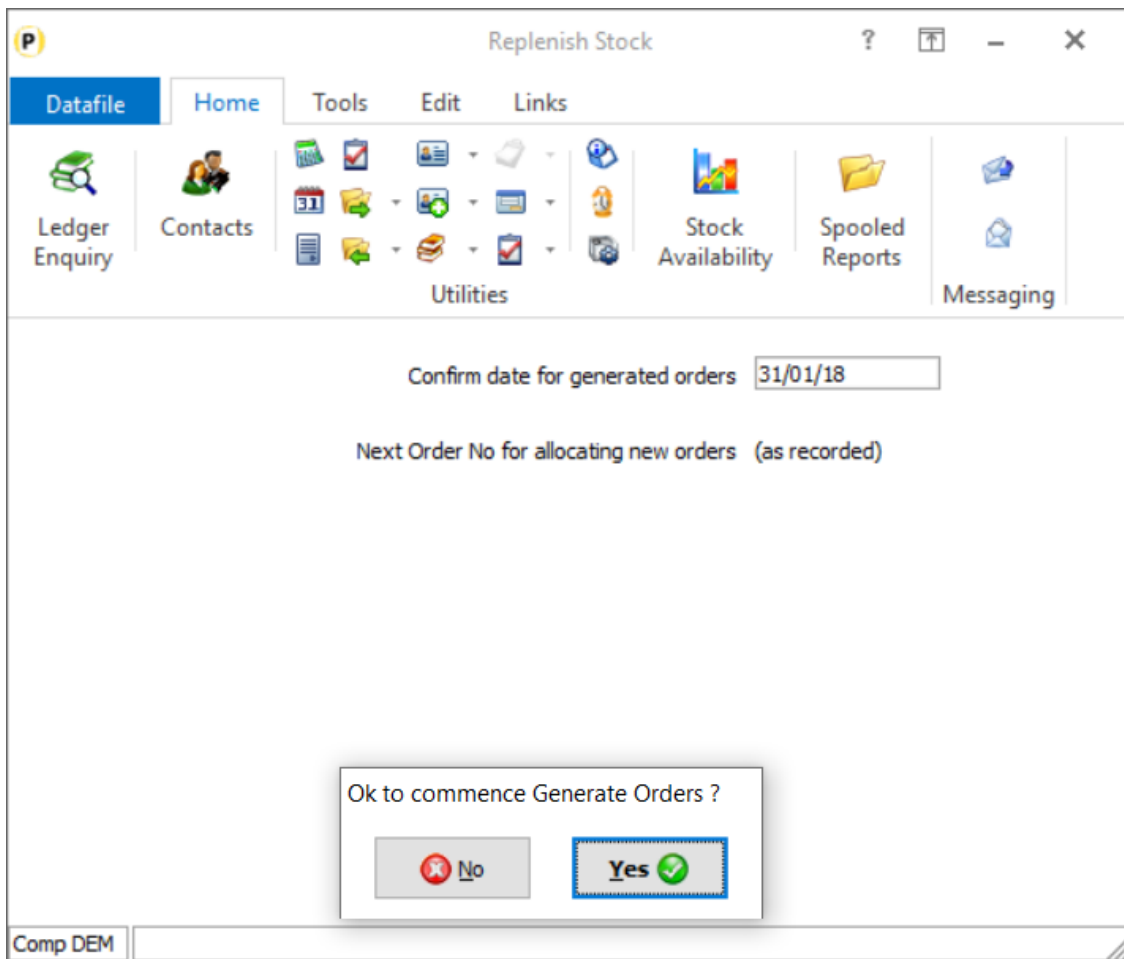 P
Replenish Stock
?
Datafile
Home
Tools
Edit
Links
Ledger
Enquiry
Contacts
31
Utilities
Stock
Availability
Spooled
Reports
Messaging
Confirm date for generated orders 31/01/18
Next Order No for allocating new orders (as recorded)
Ok to commence Generate Orders ?
No
Yes
Comp DEM